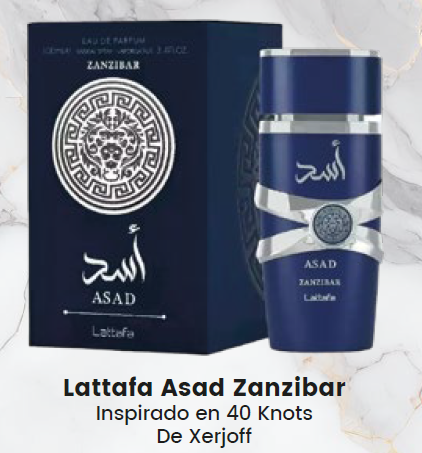 EAU DE PARFUM
ZANZIBAR
أسد
ASAD
Lattafa
أسد
ASAD
ZANZIBAR
Lattafa
Lattafa Asad Zanzibar
Inspirado en 40 Knots
De Xerjoff